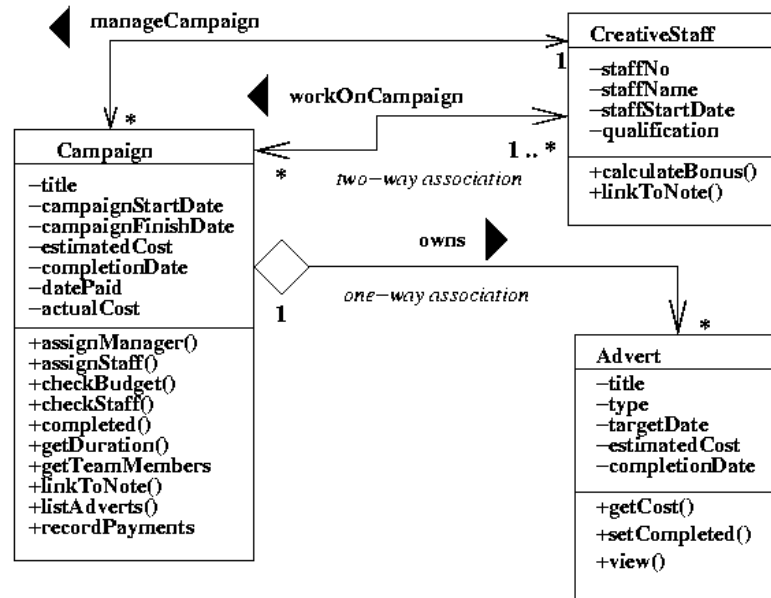 manageCampaign
CreativeStaff
1
−staffNo
−staffName
−staffStartDate
−qualification
+calculateBonus()
+linkToNote()
workOnCampaign
*
1 .. *
*
two−way association
Campaign
−title
−campaignStartDate
−campaignFinishDate
−estimatedCost
−completionDate
−datePaid
−actualCost
+assignManager()
+assignStaff()
+checkBudget()
+checkStaff()
+completed()
+getDuration()
+getTeamMembers
+linkToNote()
+listAdverts()
+recordPayments
owns
1
one−way association
*
Advert
−title
−type
−targetDate
−estimatedCost
−completionDate
+getCost()
+setCompleted()
+view()